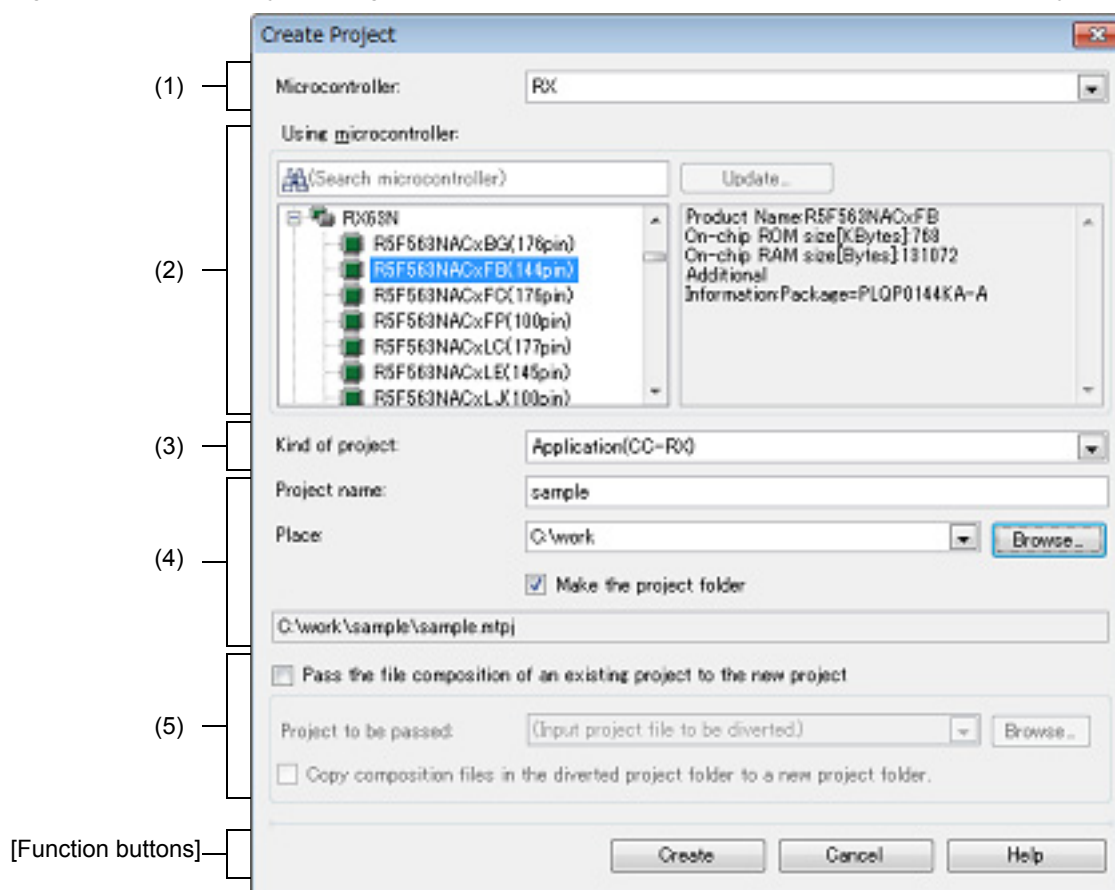 Create Project
(1)
Microcontroller:
RX
Using microcontroller:
(Search microcontroller)
Update...
(2)
RX63N
R5F563NACxBG(176pin)
R5F563NACxFB(144pin)
R5F563NACxFC(176pin)
R5F563NACxFP(100pin)
R5F563NACxLC(177pin)
R5F563NACxLE(145pin)
R5F563NACxLJ(100pin)
Product Name:R5F563NACxFB
On-chip ROM size[KBytes]:768
On-chip RAM size[Bytes]:131072
Additional
Information:Package=PLQP0144KA-A
(3)
Kind of project:
Application(CC-RX)
(4)
Project name:
sample
Place:
C:\work
Browse...
Make the project folder
C:\work\sample\sample.mtpj
(5)
Pass the file composition of an existing project to the new project
Project to be passed:
(Input project file to be diverted.)
Browse...
Copy composition files in the diverted project folder to a new project folder.
[Function buttons]
Create
Cancel
Help